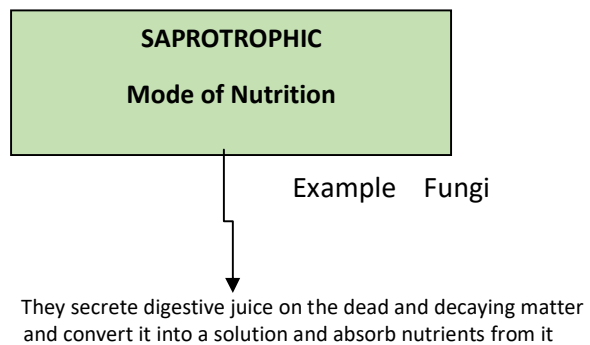 SAPROTROPHIC
Mode of Nutrition
Example Fungi
They secrete digestive juice on the dead and decaying matter
and convert it into a solution and absorb nutrients from it